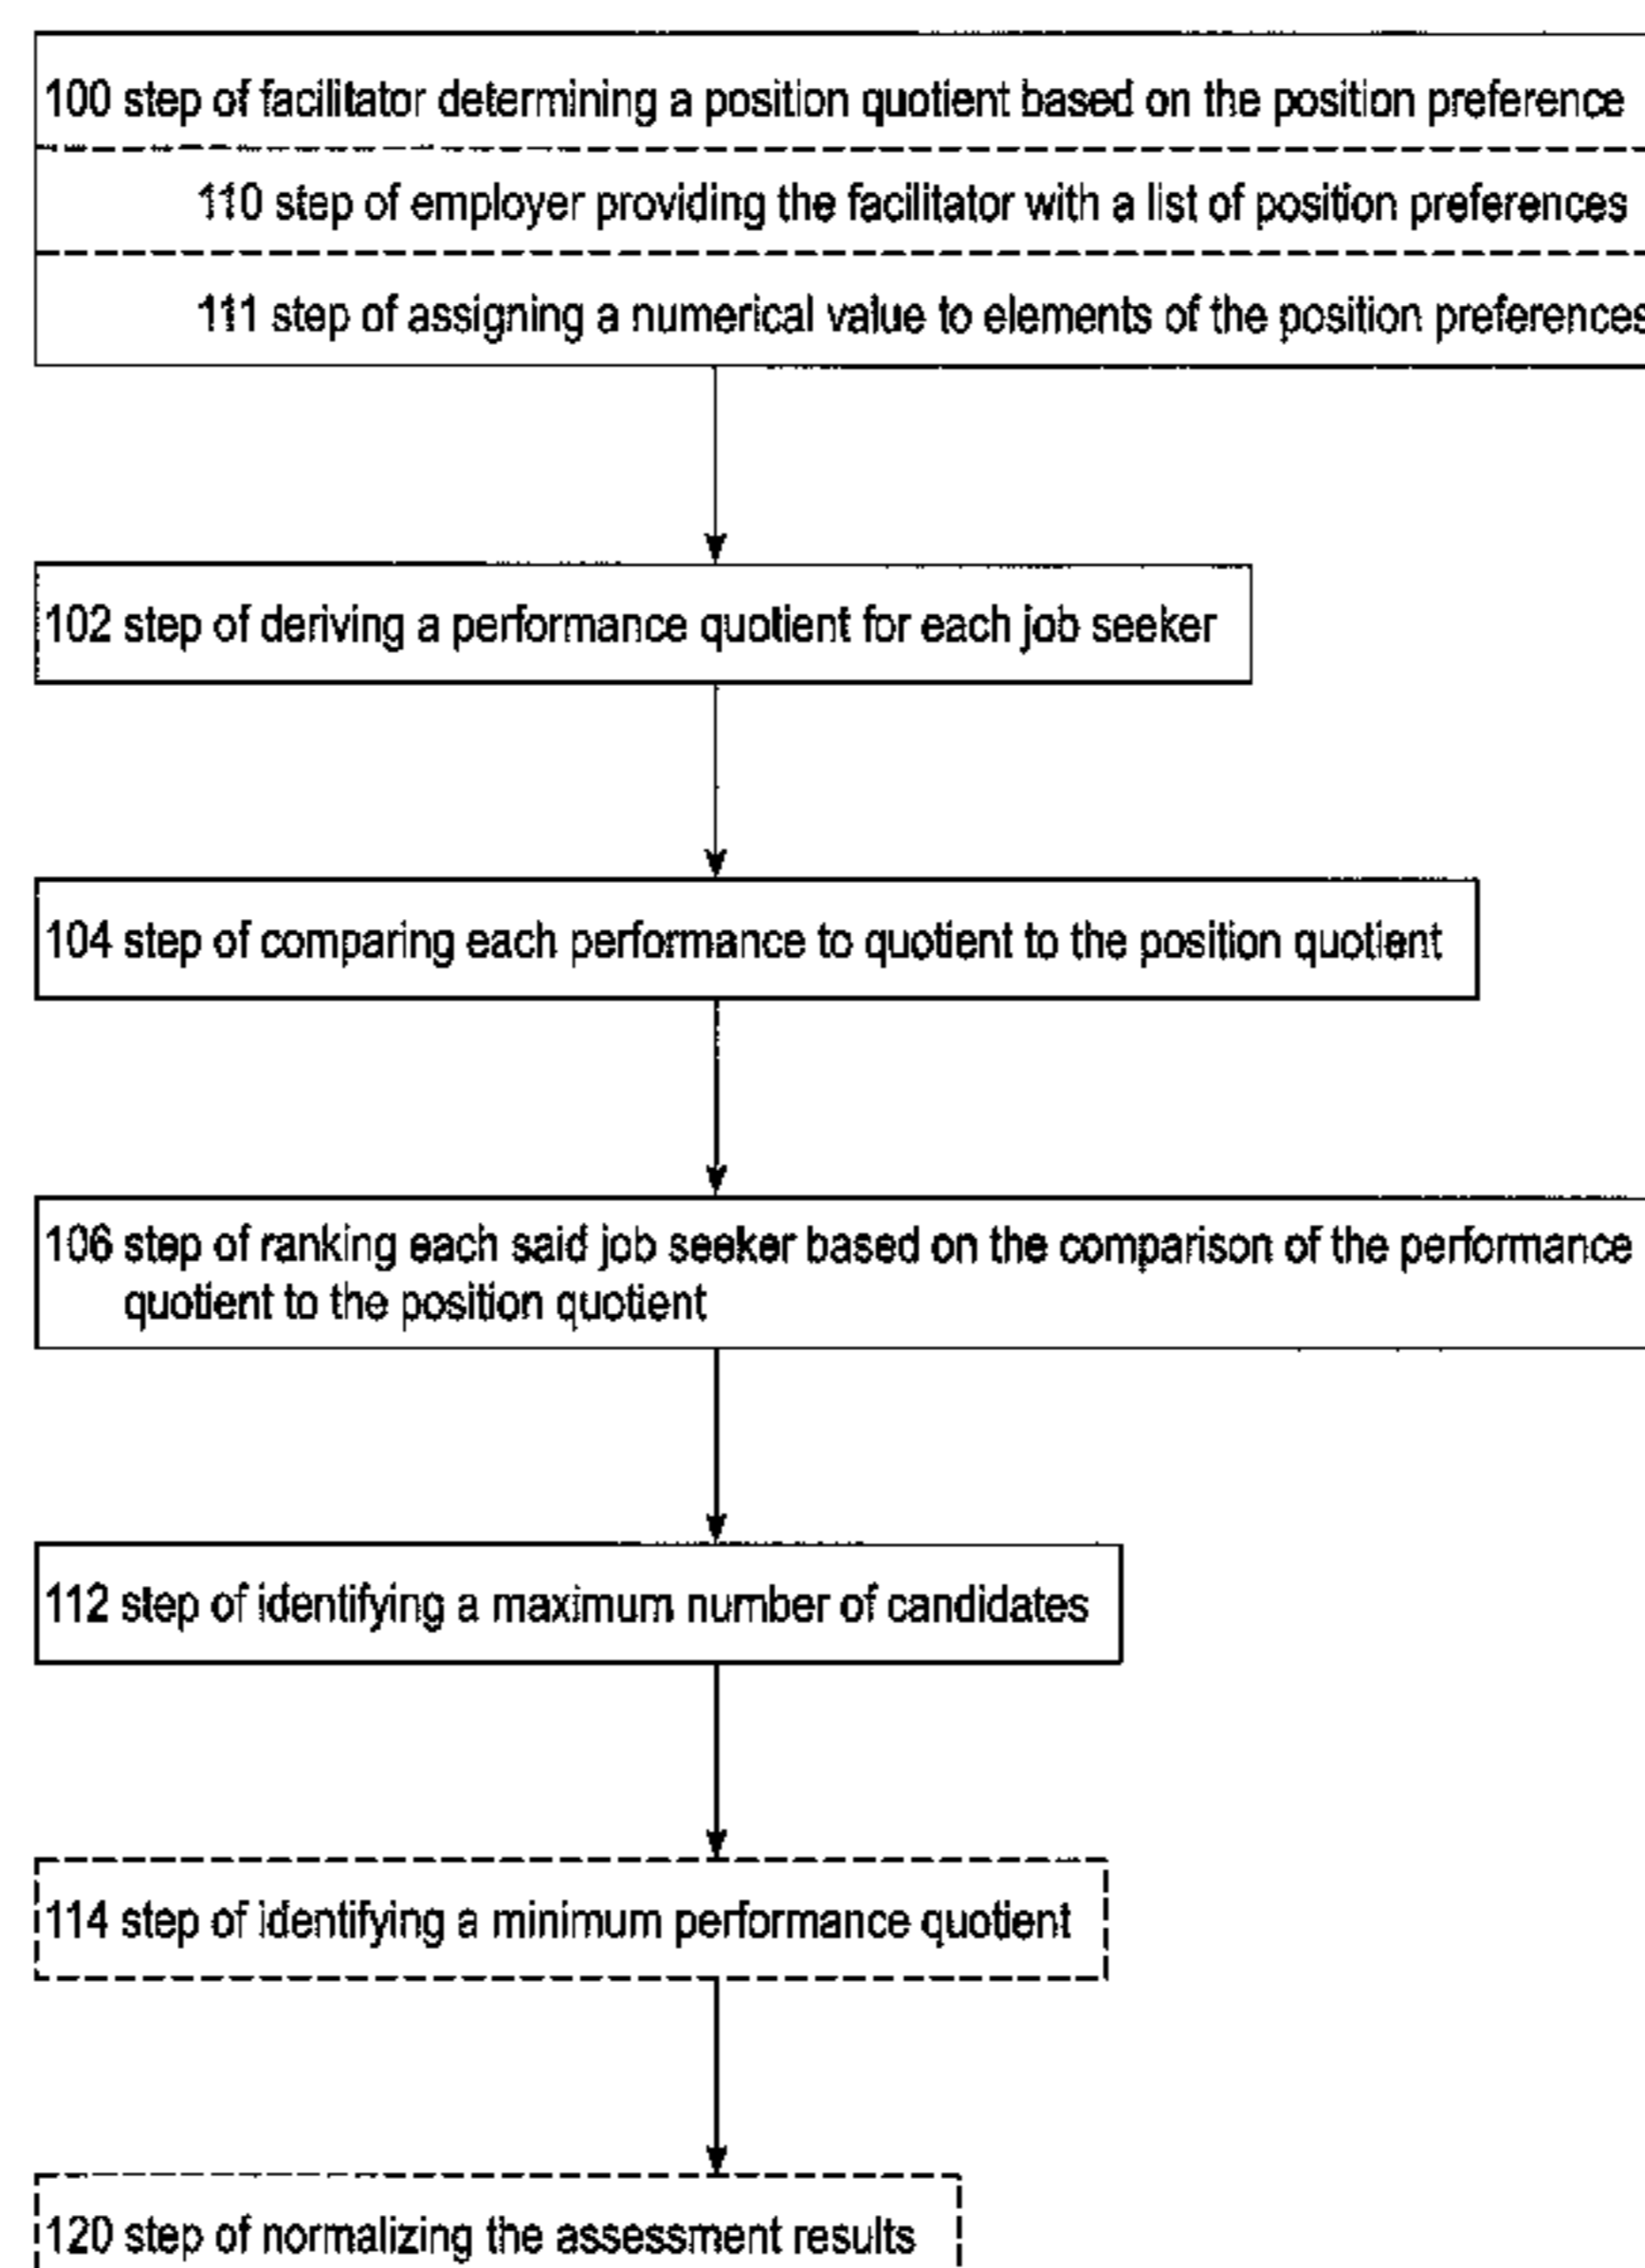 100 step of facilitator determining a position quotient based on the position preference
110 step of employer providing the facilitator with a list of position preferences
111 step of assigning a numerical value to elements of the position preferences
102 step of deriving a performance quotient for each job seeker
104 step of comparing each performance to quotient to the position quotient
106 step of ranking each said job seeker based on the comparison of the performance
quotient to the position quotient
112 step of identifying a maximum number of candidates
114 step of identifying a minimum performance quotient
120 step of normalizing the assessment results